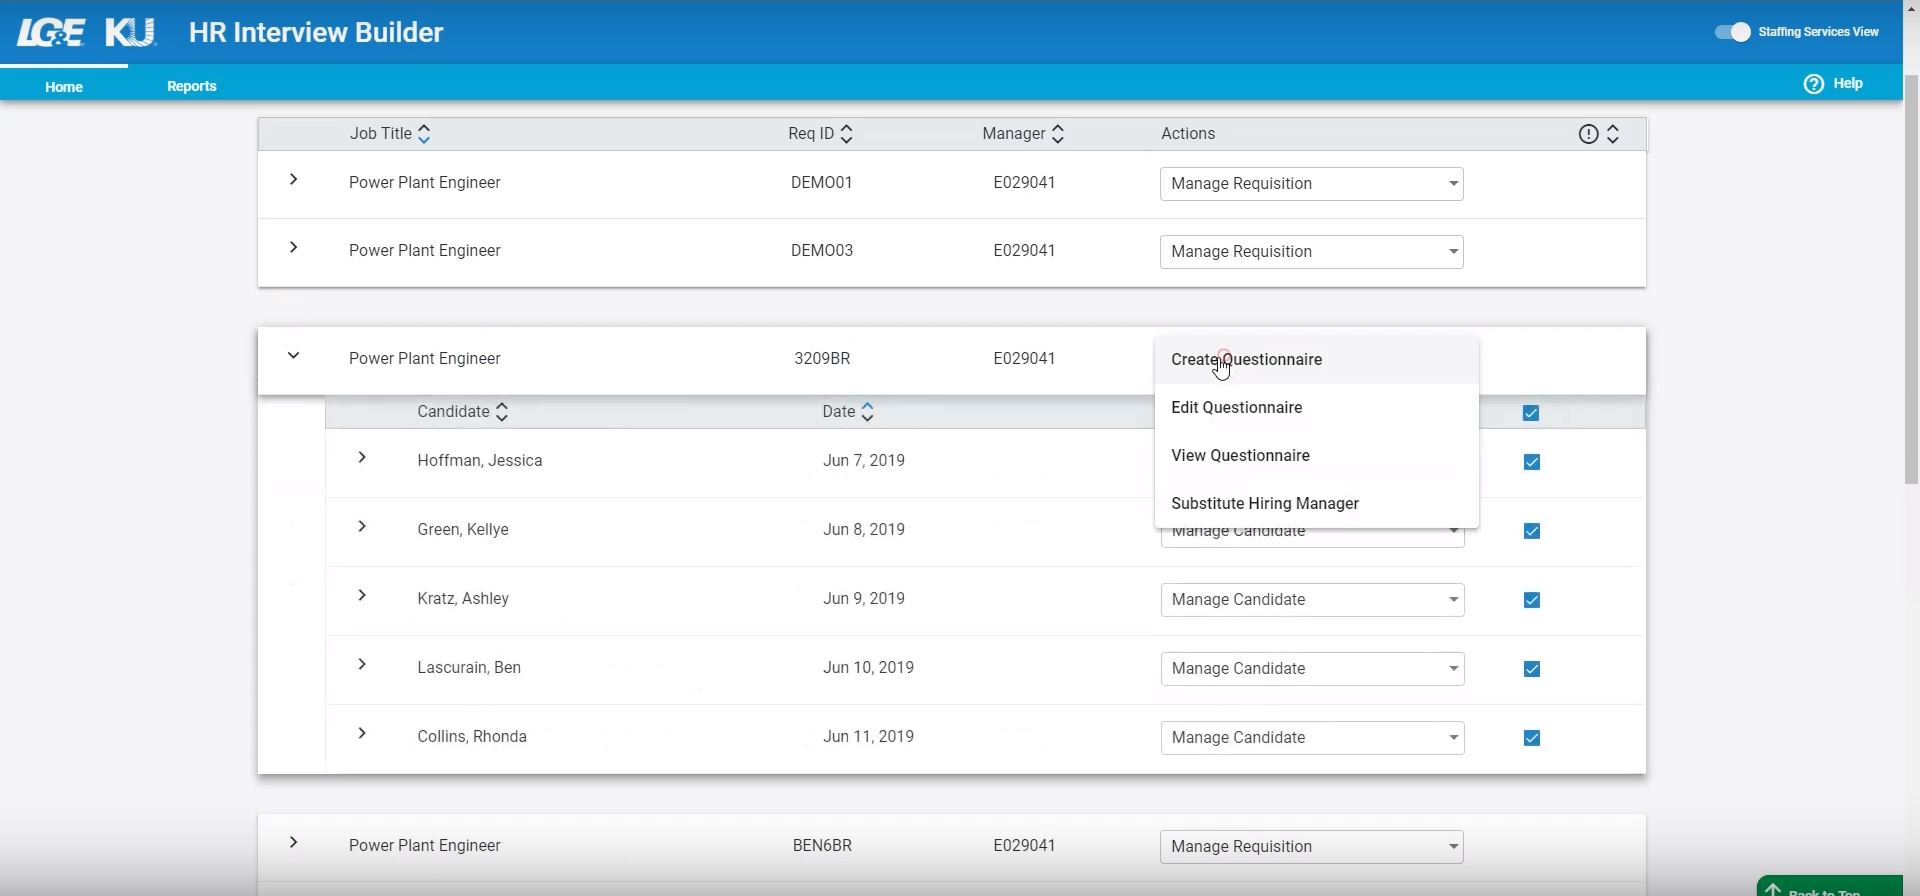 LG&E KU HR Interview Builder Staffing Services View
Home Reports Help
Job Title Req ID Manager Actions
Power Plant Engineer DEMO01 E029041 Manage Requisition
Power Plant Engineer DEMO03 E029041 Manage Requisition
Power Plant Engineer 3209BR E029041 Create Questionnaire
Edit Questionnaire
Candidate Date
View Questionnaire
Hoffman, Jessica Jun 7, 2019
Substitute Hiring Manager
Green, Kellye Jun 8, 2019 Manage Candidate
Kratz, Ashley Jun 9, 2019 Manage Candidate
Lascurain, Ben Jun 10, 2019 Manage Candidate
Collins, Rhonda Jun 11, 2019 Manage Candidate
Power Plant Engineer BEN6BR E029041 Manage Requisition
Back to Top